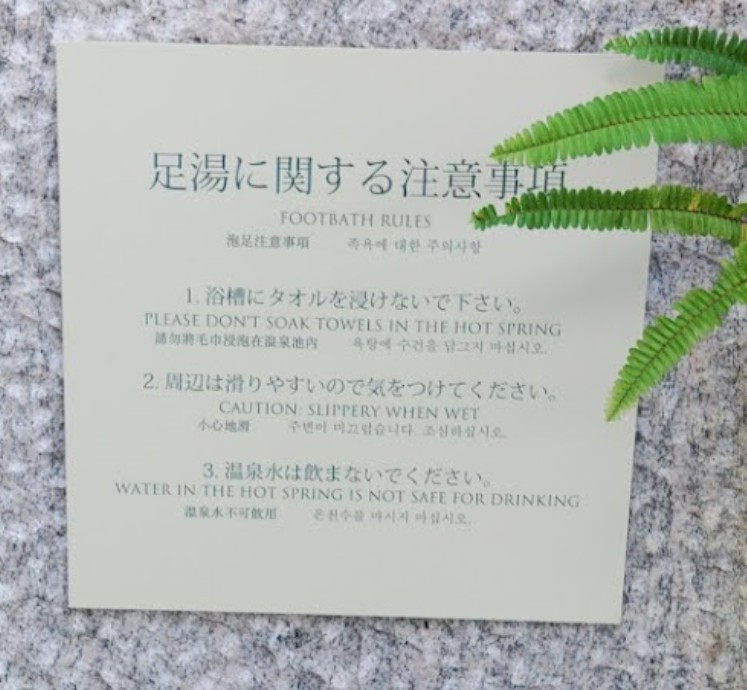 足湯に関する注意事項
FOOTBATH RULES
泡足注意事項 족욕에 대한 주의사항
1. 浴槽にタオルを浸けないで下さい。
PLEASE DON'T SOAK TOWELS IN THE HOT SPRING
請勿將毛巾浸泡在温泉池內 욕탕에 수건을 담그지 마십시오.
2. 周辺は滑りやすいので気をつけてください。
CAUTION: SLIPPERY WHEN WET
小心地滑 주변이 미끄럽습니다. 조심하십시오.
3. 温泉水は飲まないでください。
WATER IN THE HOT SPRING IS NOT SAFE FOR DRINKING
温泉水不可飲用 온천수를 마시지 마십시오.